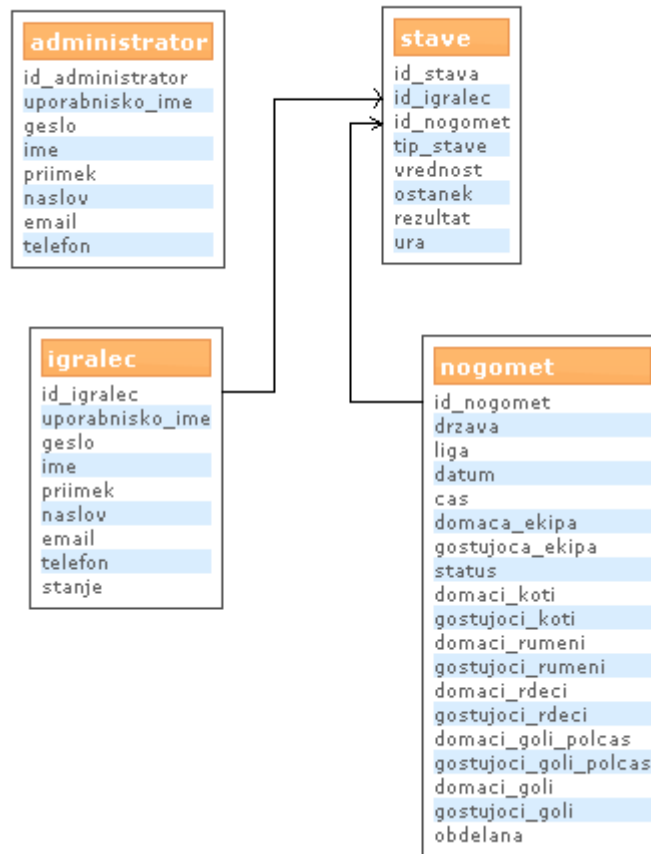 administrator
id_administrator
uporabnisko_ime
geslo
ime
priimek
naslov
email
telefon
stave
id_stava
id_igralec
id_nogomet
tip_stave
vrednost
ostanek
rezultat
ura
igralec
id_igralec
uporabnisko_ime
geslo
ime
priimek
naslov
email
telefon
stanje
nogomet
id_nogomet
drzava
liga
datum
cas
domaca_ekipa
gostujoca_ekipa
status
domaci_koti
gostujoci_koti
domaci_rumeni
gostujoci_rumeni
domaci_rdeci
gostujoci_rdeci
domaci_goli_polcas
gostujoci_goli_polcas
domaci_goli
gostujoci_goli
obdelana